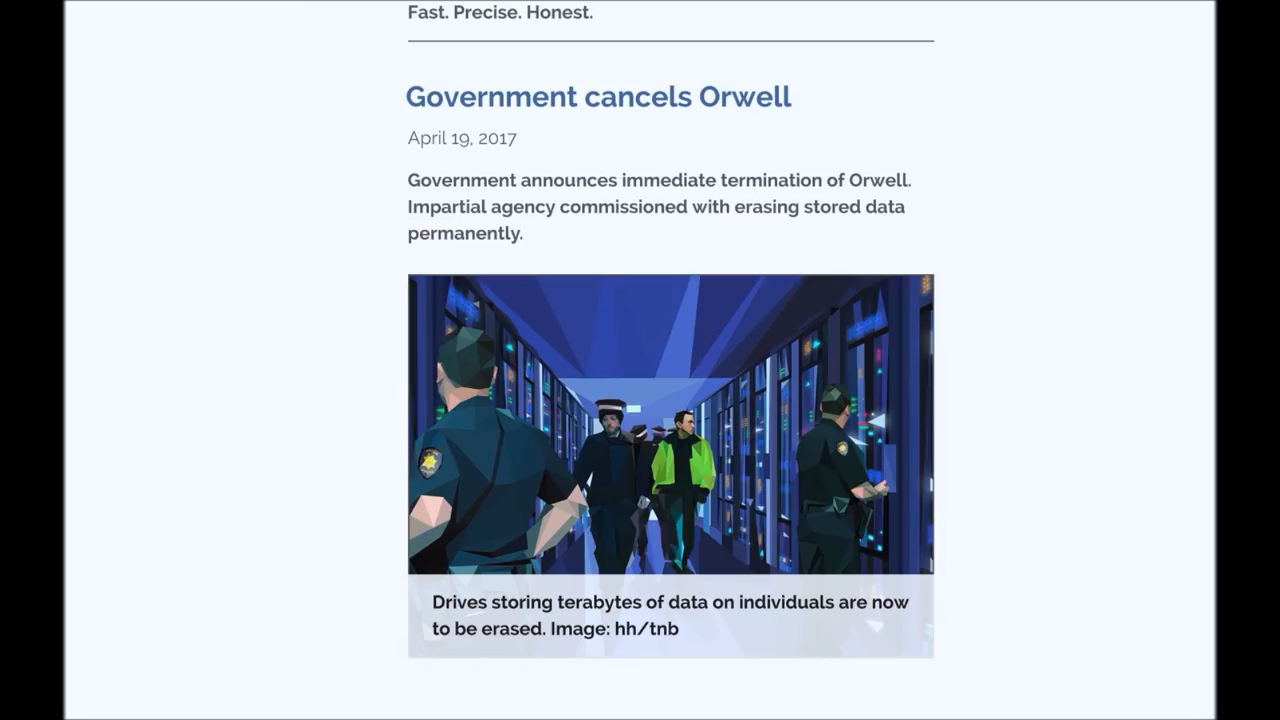 Fast. Precise. Honest.
Government cancels Orwell
April 19, 2017
Government announces immediate termination of Orwell.
Impartial agency commissioned with erasing stored data
permanently.
Drives storing terabytes of data on individuals are now
to be erased. Image: hh/tnb